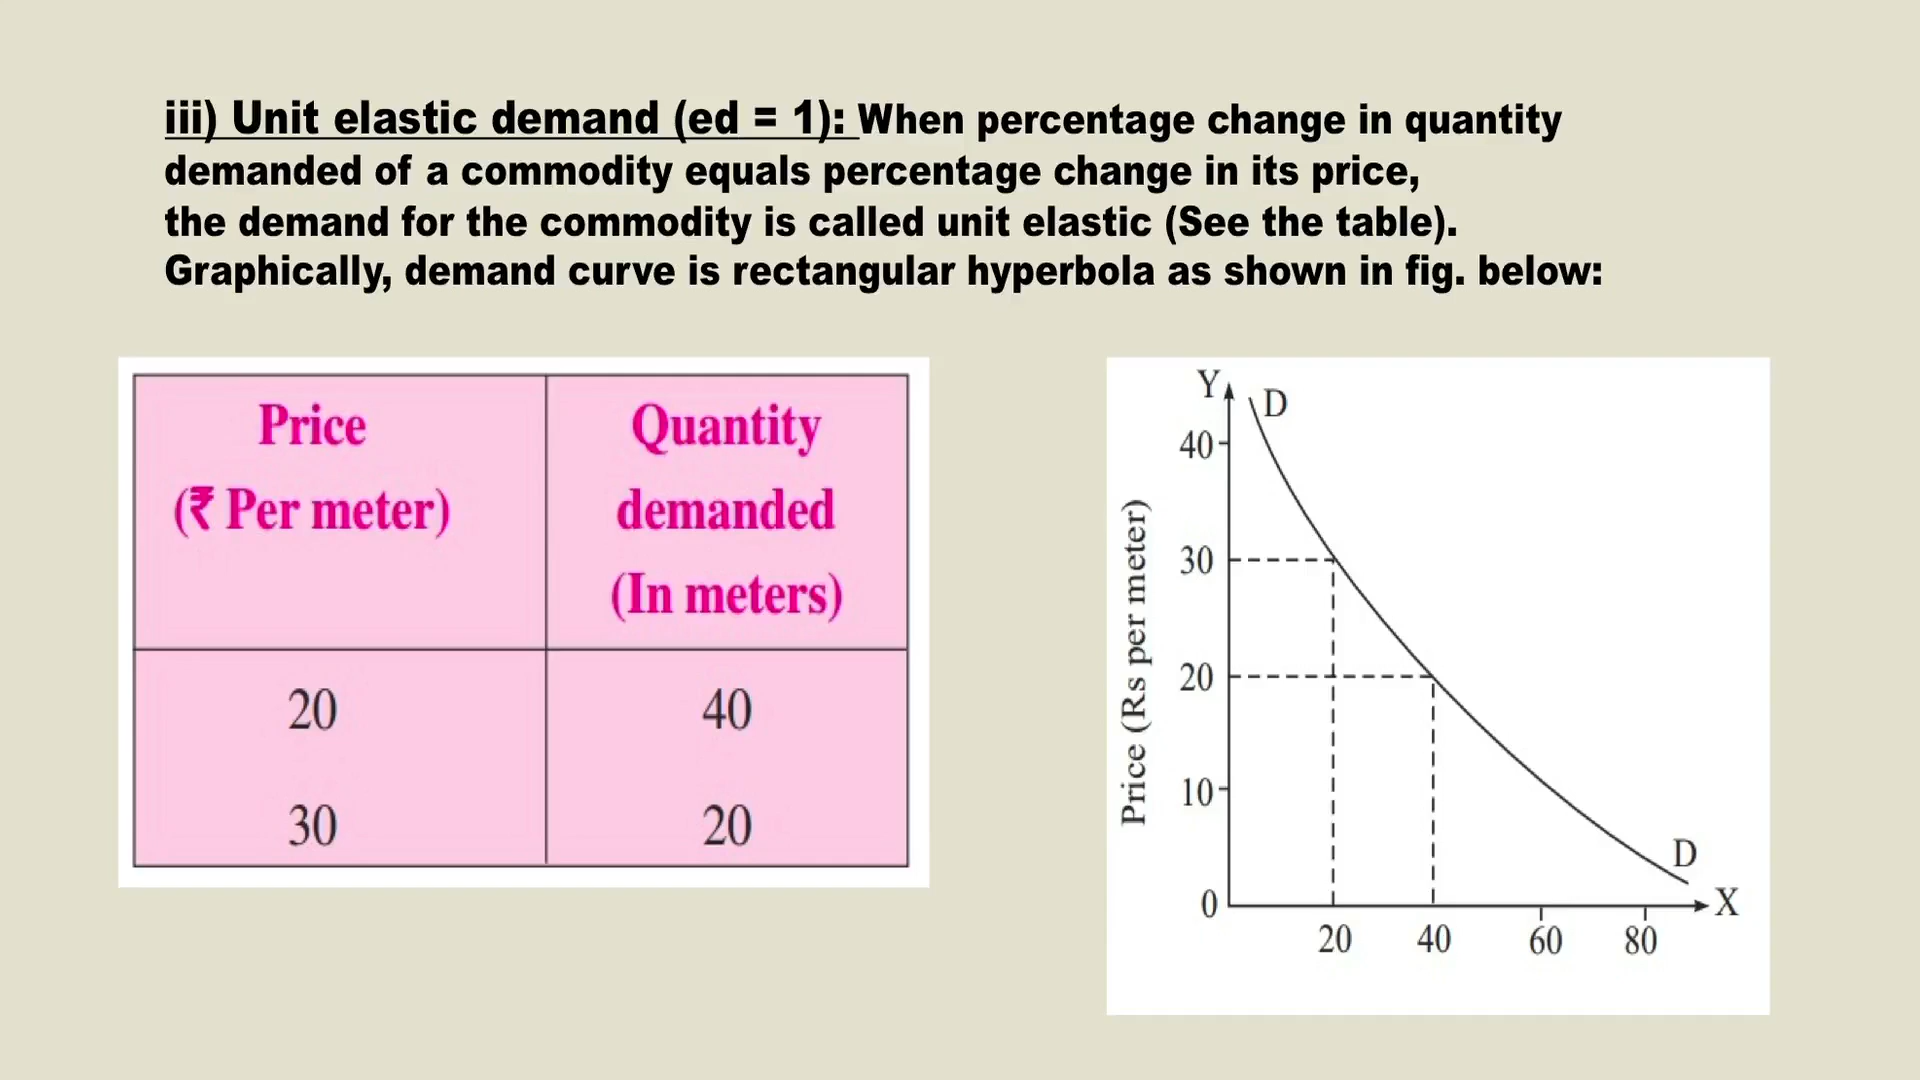 iii) Unit elastic demand (ed = 1): When percentage change in quantity
demanded of a commodity equals percentage change in its price,
the demand for the commodity is called unit elastic (See the table).
Graphically, demand curve is rectangular hyperbola as shown in fig. below:
Price
(₹ Per meter)
Quantity
demanded
(In meters)
20 40
30 20
Y
D
40
30
20
10
0
Price (Rs per meter)
D
X
20 40 60 80